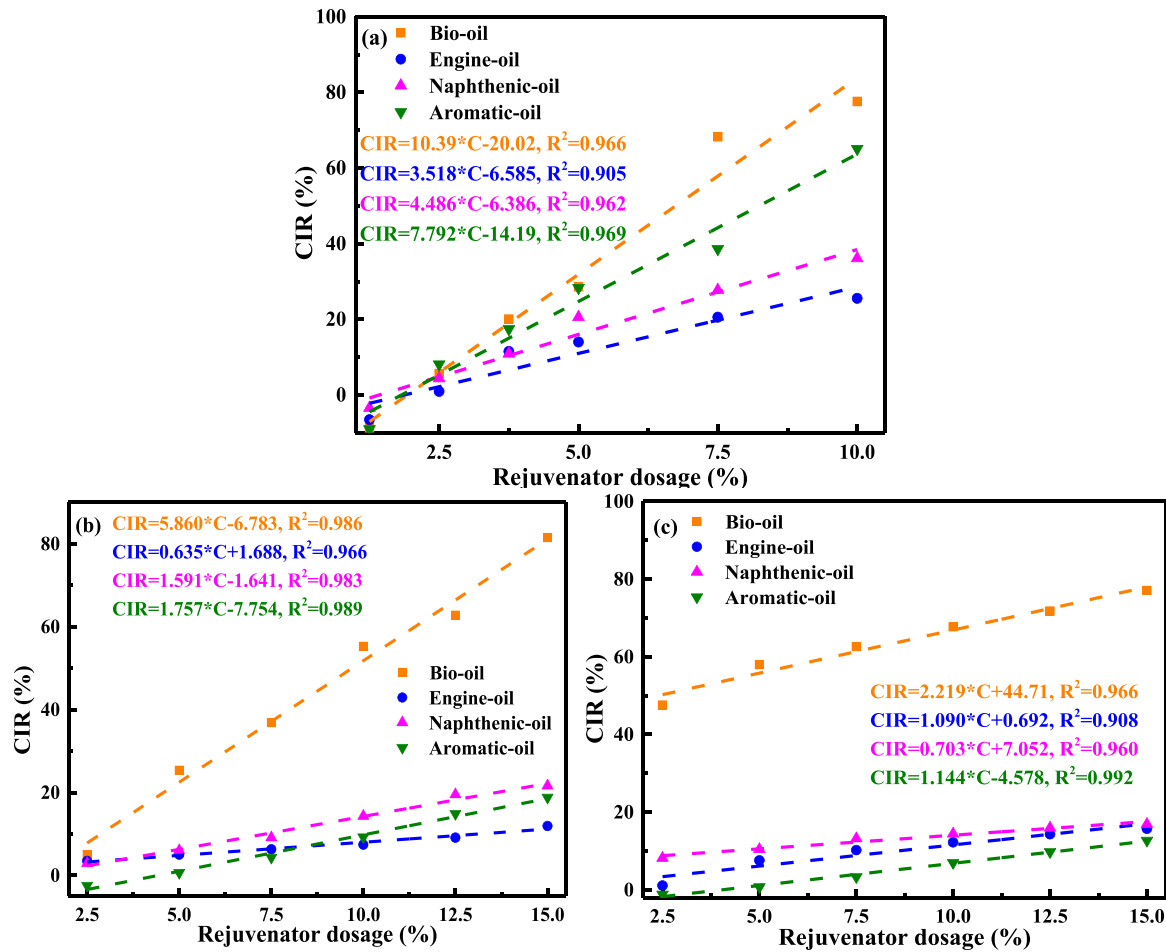 (a)
Bio-oil
Engine-oil
Naphthenic-oil
Aromatic-oil
CIR=10.39*C-20.02, R²=0.966
CIR=3.518*C-6.585, R²=0.905
CIR=4.486*C-6.386, R²=0.962
CIR=7.792*C-14.19, R²=0.969
CIR (%)
100
80
60
40
20
0
2.5 5.0 7.5 10.0
Rejuvenator dosage (%)
(b)
CIR=5.860*C-6.783, R²=0.986
CIR=0.635*C+1.688, R²=0.966
CIR=1.591*C-1.641, R²=0.983
CIR=1.757*C-7.754, R²=0.989
Bio-oil
Engine-oil
Naphthenic-oil
Aromatic-oil
CIR (%)
80
60
40
20
0
2.5 5.0 7.5 10.0 12.5 15.0
Rejuvenator dosage (%)
(c)
Bio-oil
Engine-oil
Naphthenic-oil
Aromatic-oil
CIR=2.219*C+44.71, R²=0.966
CIR=1.090*C+0.692, R²=0.908
CIR=0.703*C+7.052, R²=0.960
CIR=1.144*C-4.578, R²=0.992
CIR (%)
100
80
60
40
20
0
2.5 5.0 7.5 10.0 12.5 15.0
Rejuvenator dosage (%)